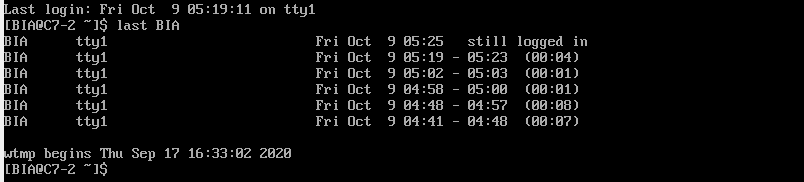 Last login: Fri Oct  9 05:19:11 on tty1
[BIA@C7-2 ~]$ last BIA
BIA      tty1                          Fri Oct  9 05:25   still logged in
BIA      tty1                          Fri Oct  9 05:19 - 05:23  (00:04)
BIA      tty1                          Fri Oct  9 05:02 - 05:03  (00:01)
BIA      tty1                          Fri Oct  9 04:58 - 05:00  (00:01)
BIA      tty1                          Fri Oct  9 04:48 - 04:57  (00:08)
BIA      tty1                          Fri Oct  9 04:41 - 04:48  (00:07)

wtmp begins Thu Sep 17 16:33:02 2020
[BIA@C7-2 ~]$